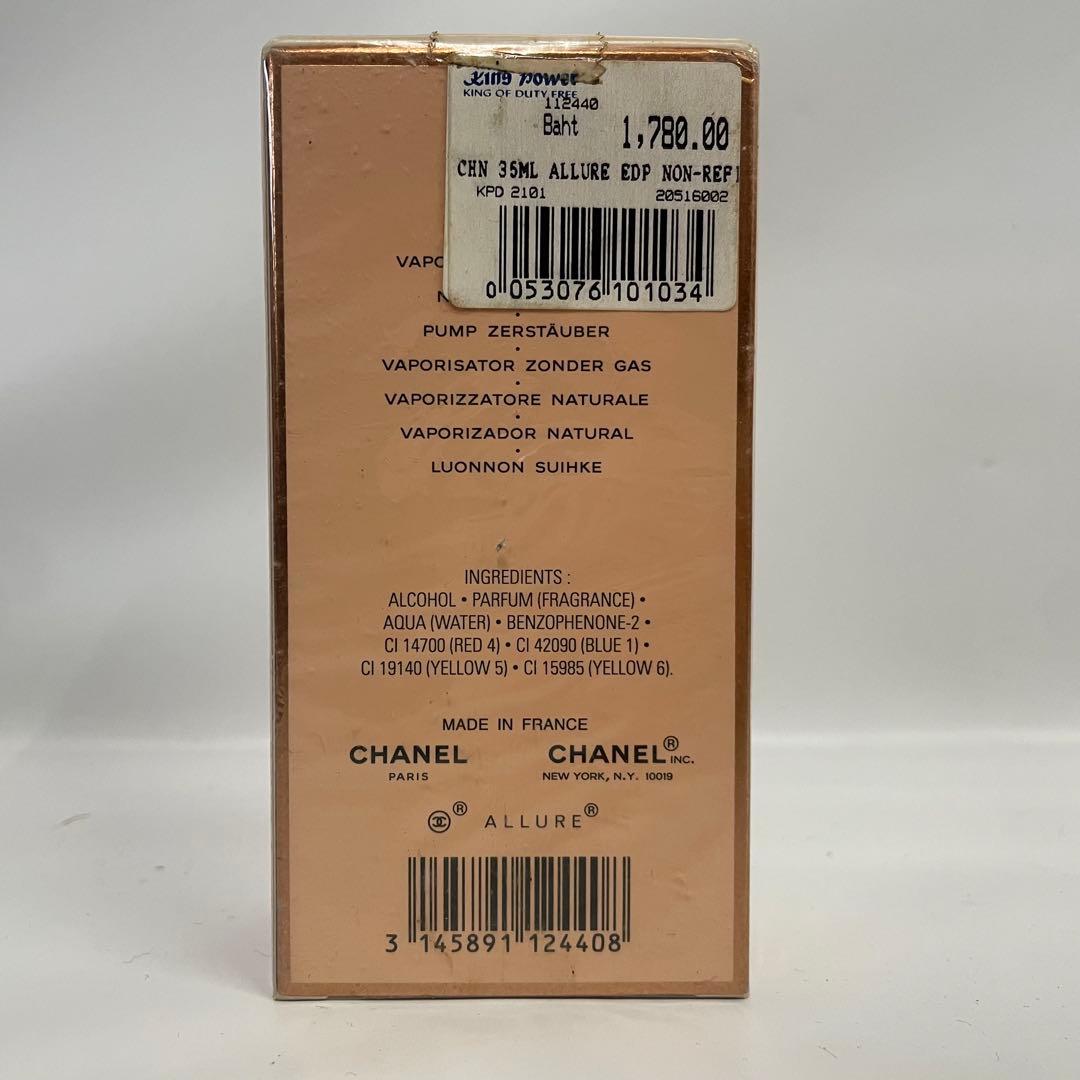 King Power
KING OF DUTY FREE
112440
Baht 1,780.00
CHN 35ML ALLURE EDP NON-REF
KPD 2101 20516002
0 053076 101034
VAPO
N
PUMP ZERSTÄUBER
•
VAPORISATOR ZONDER GAS
•
VAPORIZZATORE NATURALE
•
VAPORIZADOR NATURAL
•
LUONNON SUIHKE
INGREDIENTS :
ALCOHOL • PARFUM (FRAGRANCE) •
AQUA (WATER) • BENZOPHENONE-2 •
CI 14700 (RED 4) • CI 42090 (BLUE 1) •
CI 19140 (YELLOW 5) • CI 15985 (YELLOW 6).
MADE IN FRANCE
CHANEL CHANEL® INC.
PARIS NEW YORK, N.Y. 10019
® ALLURE®
3 145891 124408